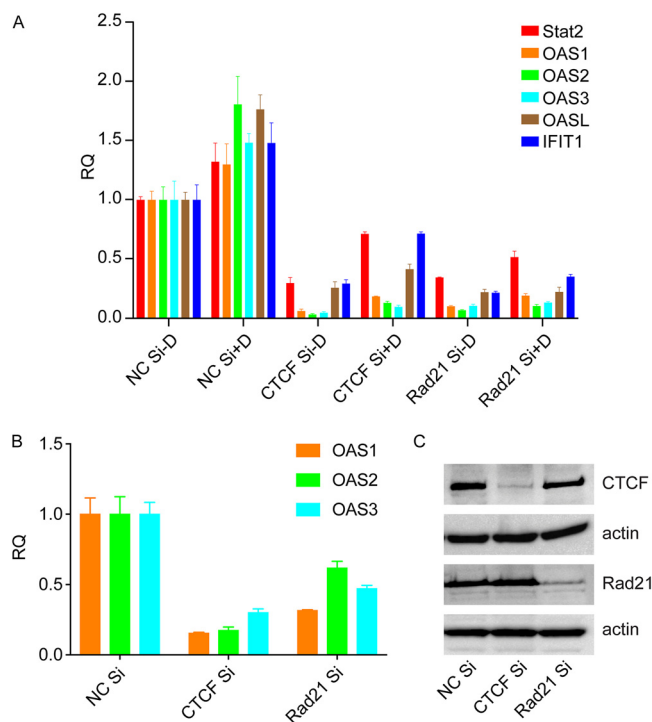 A
2.5
2.0
1.5
1.0
0.5
0.0
RQ
Stat2
OAS1
OAS2
OAS3
OASL
IFIT1
NC Si-D
NC Si+D
CTCF Si-D
CTCF Si+D
Rad21 Si-D
Rad21 Si+D
B
1.5
1.0
0.5
0.0
RQ
OAS1
OAS2
OAS3
NC Si
CTCF Si
Rad21 Si
C
CTCF
actin
Rad21
actin
NC Si
CTCF Si
Rad21 Si